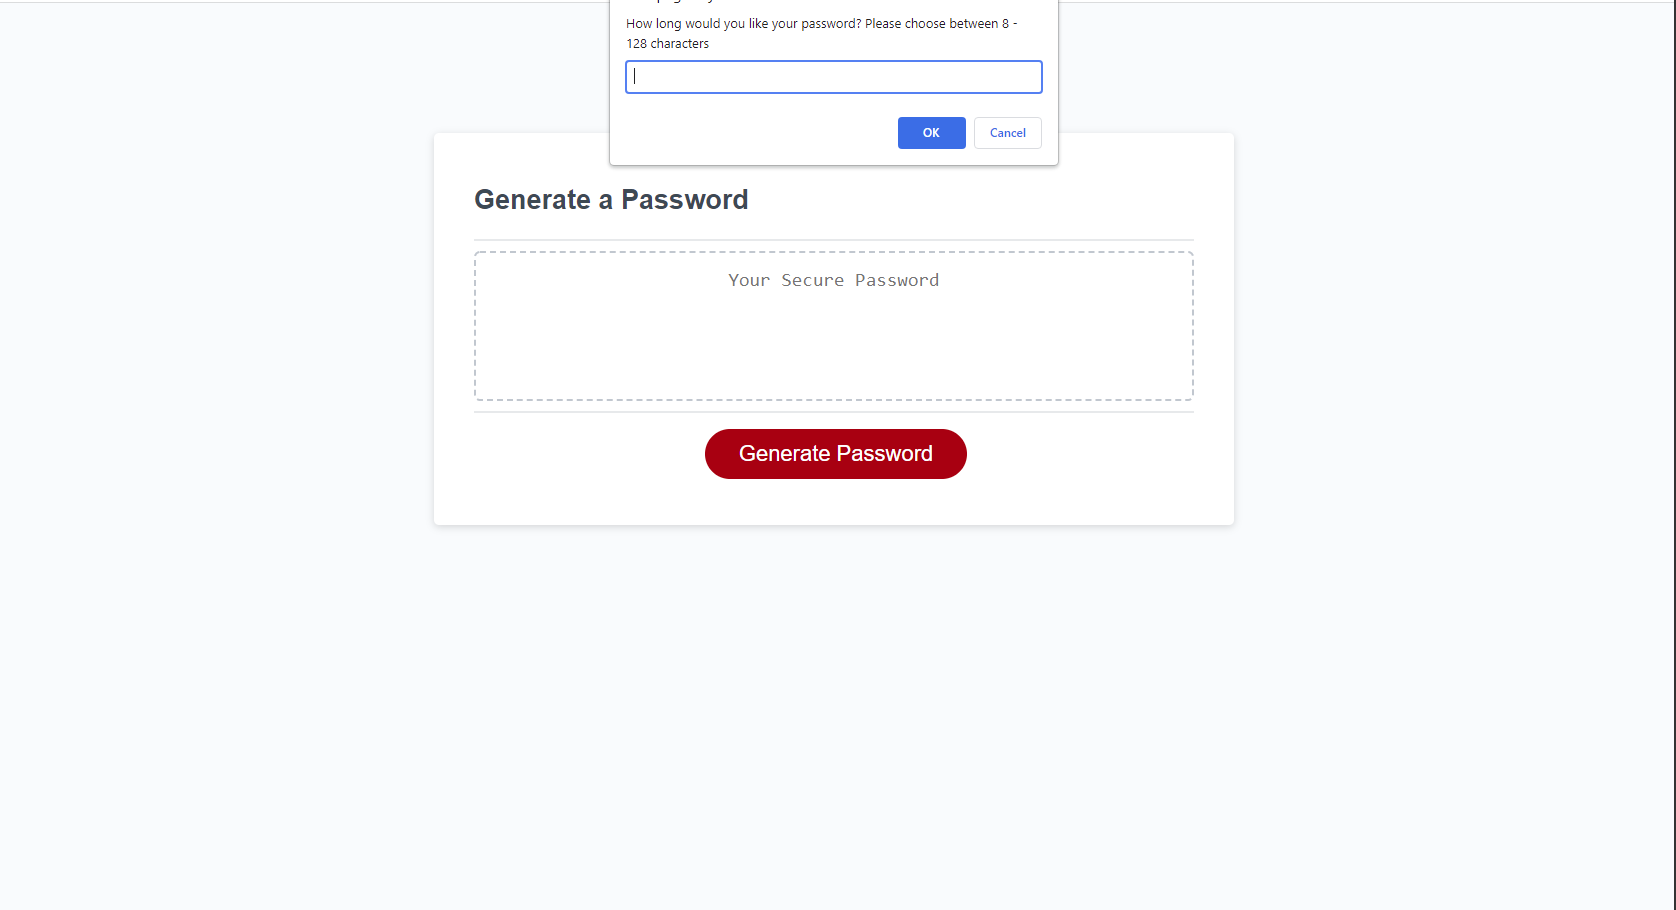 How long would you like your password? Please choose between 8 -
128 characters
OK
Cancel
Generate a Password
Your Secure Password
Generate Password